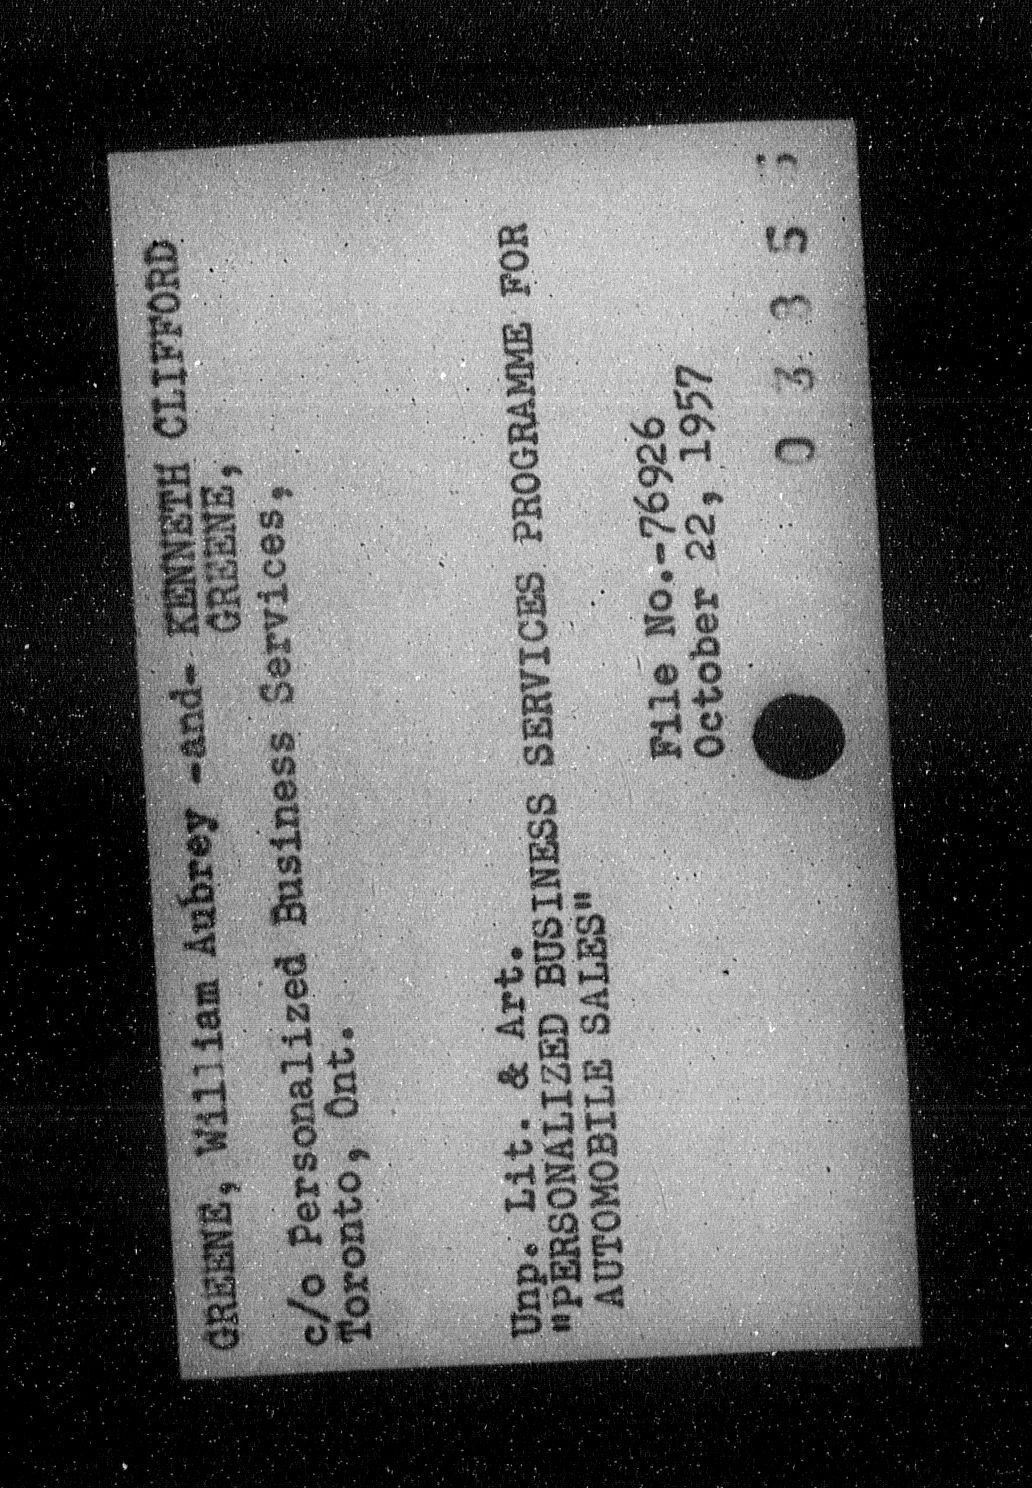 GREENE, William Aubrey -and- KENNETH CLIFFORD
GREENE,
c/o Personalized Business Services,
Toronto, Ont.
Unp. Lit. & Art.
"PERSONALIZED BUSINESS SERVICES PROGRAMME FOR
AUTOMOBILE SALES"
File No.-76926
October 22, 1957
0335